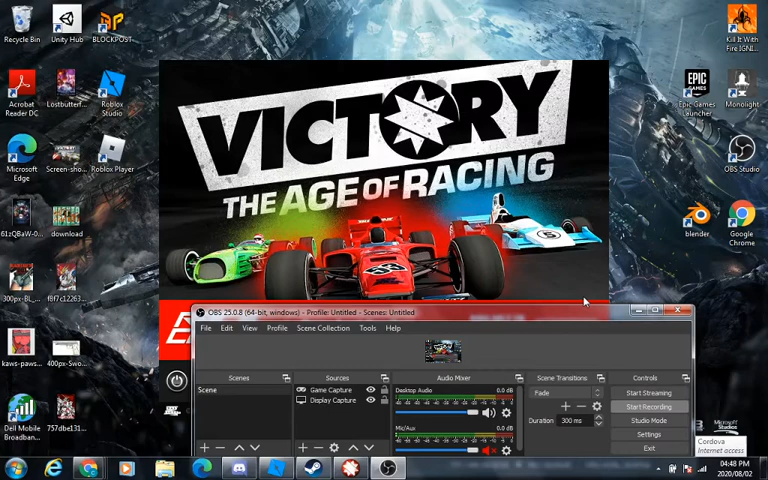 Recycle Bin
Unity Hub
BLOCKPOST
Kill It With
Fire IGNI...
Acrobat
Reader DC
Lostbutterf...
Roblox
Studio
Epic Games
Launcher
Monolight
Microsoft
Edge
Screen-sho...
Roblox Player
OBS Studio
61zQBaW-0...
download
blender
Google
Chrome
300px-BL_...
f8f7c12263...
kaws-paws...
400px-Swo...
Dell Mobile
Broadban...
757dbe131...
VICTORY
THE AGE OF RACING
33
5
OBS 25.0.8 (64-bit, windows) - Profile: Untitled - Scenes: Untitled
File Edit View Profile Scene Collection Tools Help
Scenes
Sources
Audio Mixer
Scene Transitions
Controls
Scene
Game Capture
Display Capture
Desktop Audio 0.0 dB
Mic/Aux 0.0 dB
Fade
Duration 300 ms
Start Streaming
Start Recording
Studio Mode
Settings
Exit
Microsoft
Studios
Cordova
Internet access
04:48 PM
2020/08/02